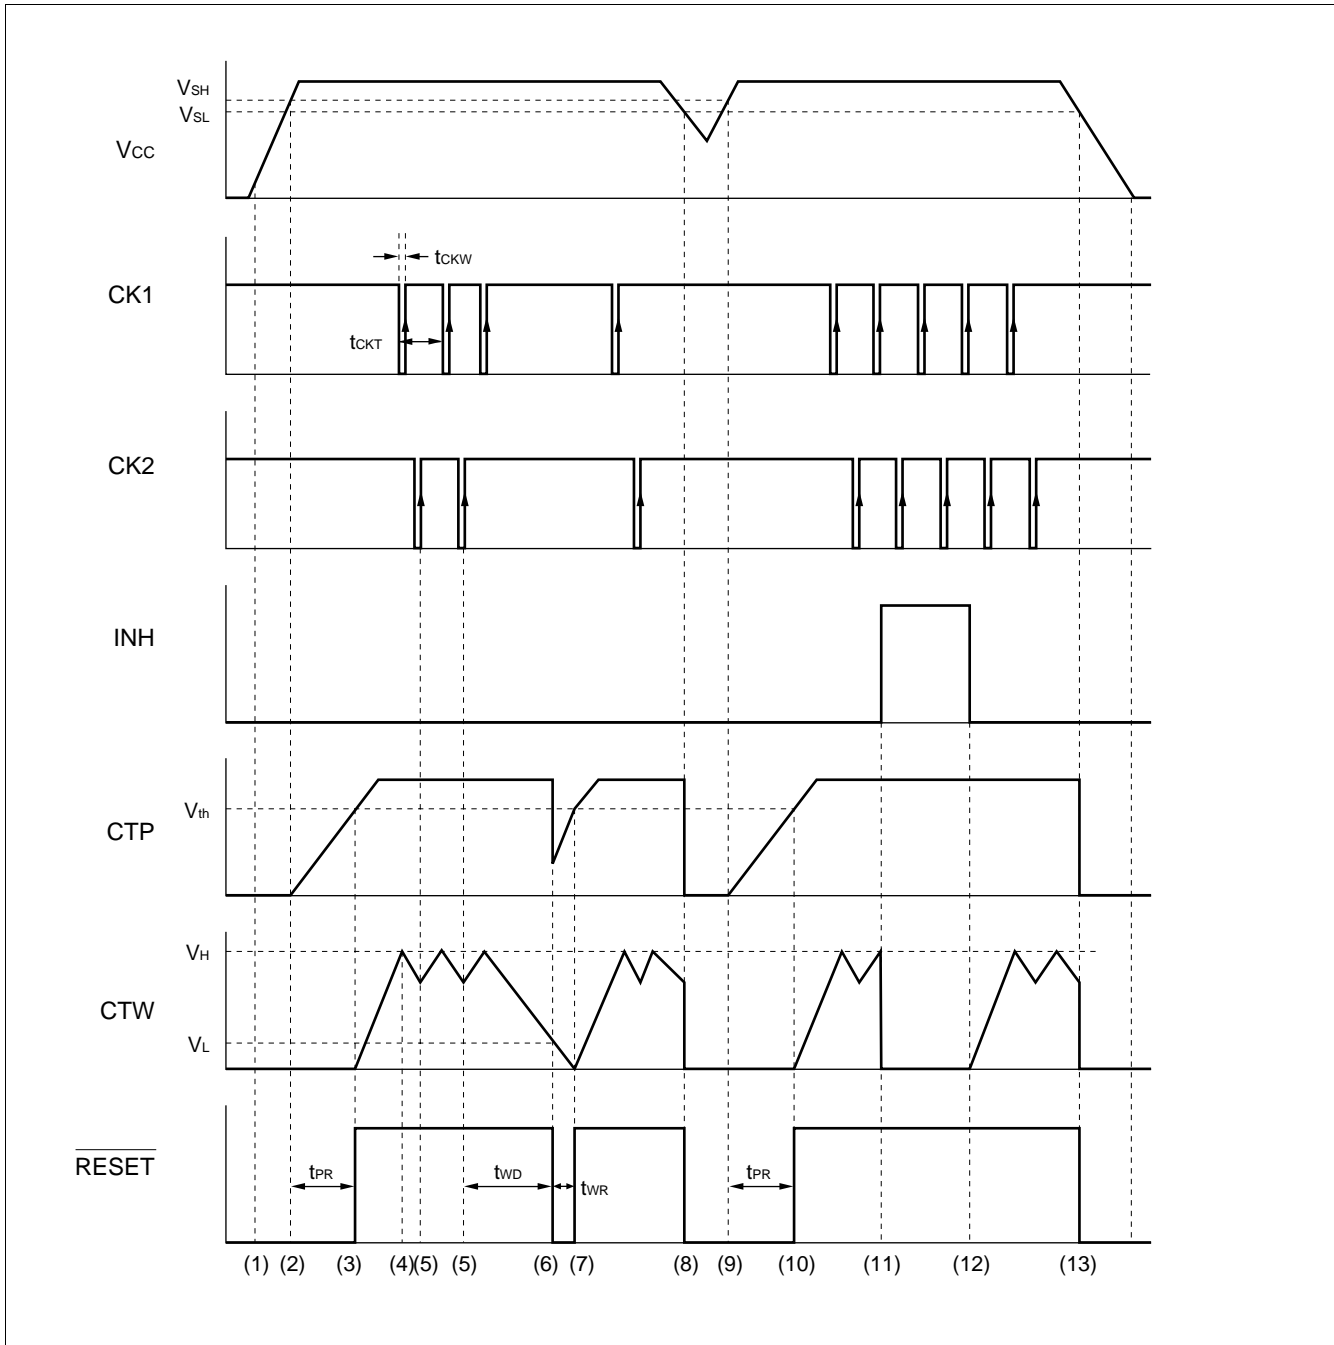 VSH
VSL
VCC
tCKW
CK1
tCKT
CK2
INH
Vth
CTP
VH
CTW
VL
RESET
tPR
tWD
tWR
tPR
(1) (2) (3) (4)(5) (5) (6) (7) (8) (9) (10) (11) (12) (13)